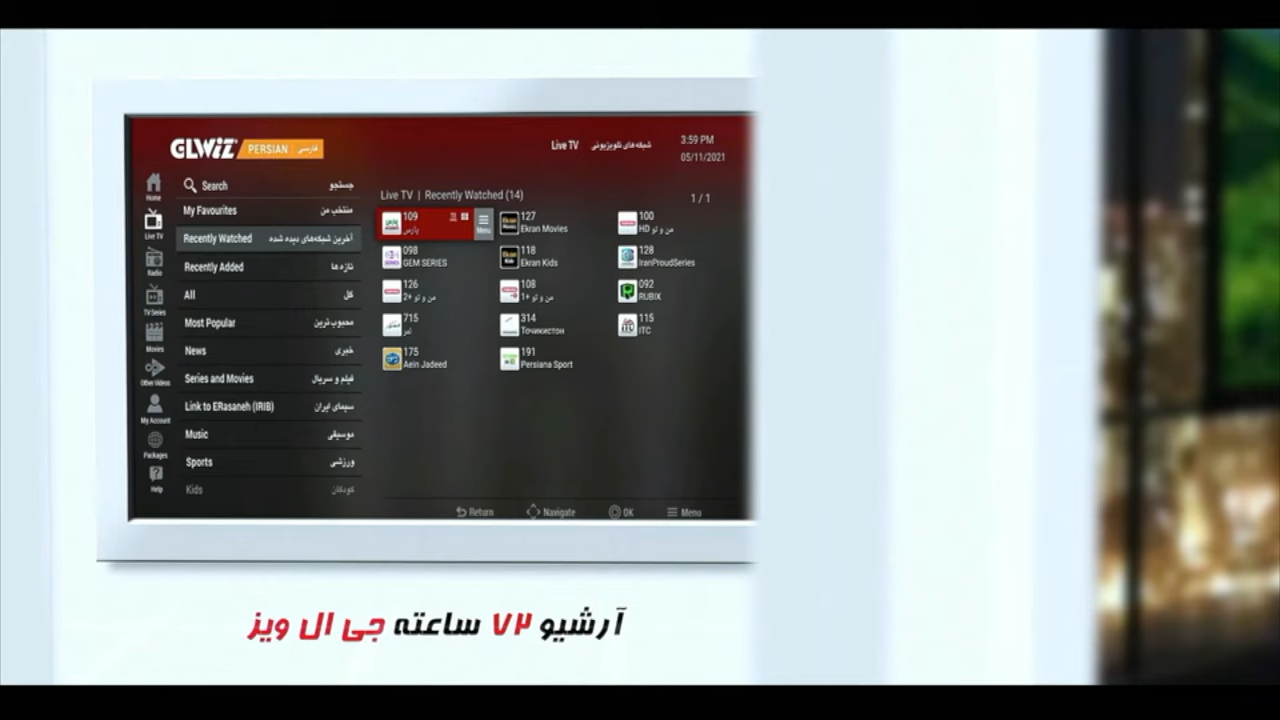 GLWiZ PERSIAN فارسی
Live TV شبکه‌های تلویزیونی
3:59 PM
05/11/2021
Home
Live TV
Radio
TV Series
Movies
Other Videos
My Account
Packages
Help
Search جستجو
My Favourites منتخب من
Recently Watched آخرین شبکه‌های دیده شده
Recently Added تازه ها
All کل
Most Popular محبوب ترین
News خبری
Series and Movies فیلم و سریال
Link to ERasaneh (IRIB) سیمای ایران
Music موسیقی
Sports ورزشی
Kids کودکان
Live TV | Recently Watched (14)
1 / 1
109 پارس Menu
127 Ekran Movies
100 من و تو HD
098 GEM SERIES
118 Ekran Kids
128 IranProudSeries
126 من و تو 2+
108 من و تو 1+
092 RUBIX
715
314 Точикистон
115 ITC
175 Aein Jadeed
191 Persiana Sport
Return Navigate OK Menu
آرشیو ۷۲ ساعته جی ال ویز